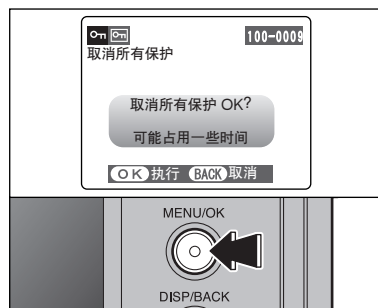 100-0009
取消所有保护
取消所有保护 OK?
可能占用一些时间
OK 执行 BACK 取消
MENU/OK
DISP/BACK